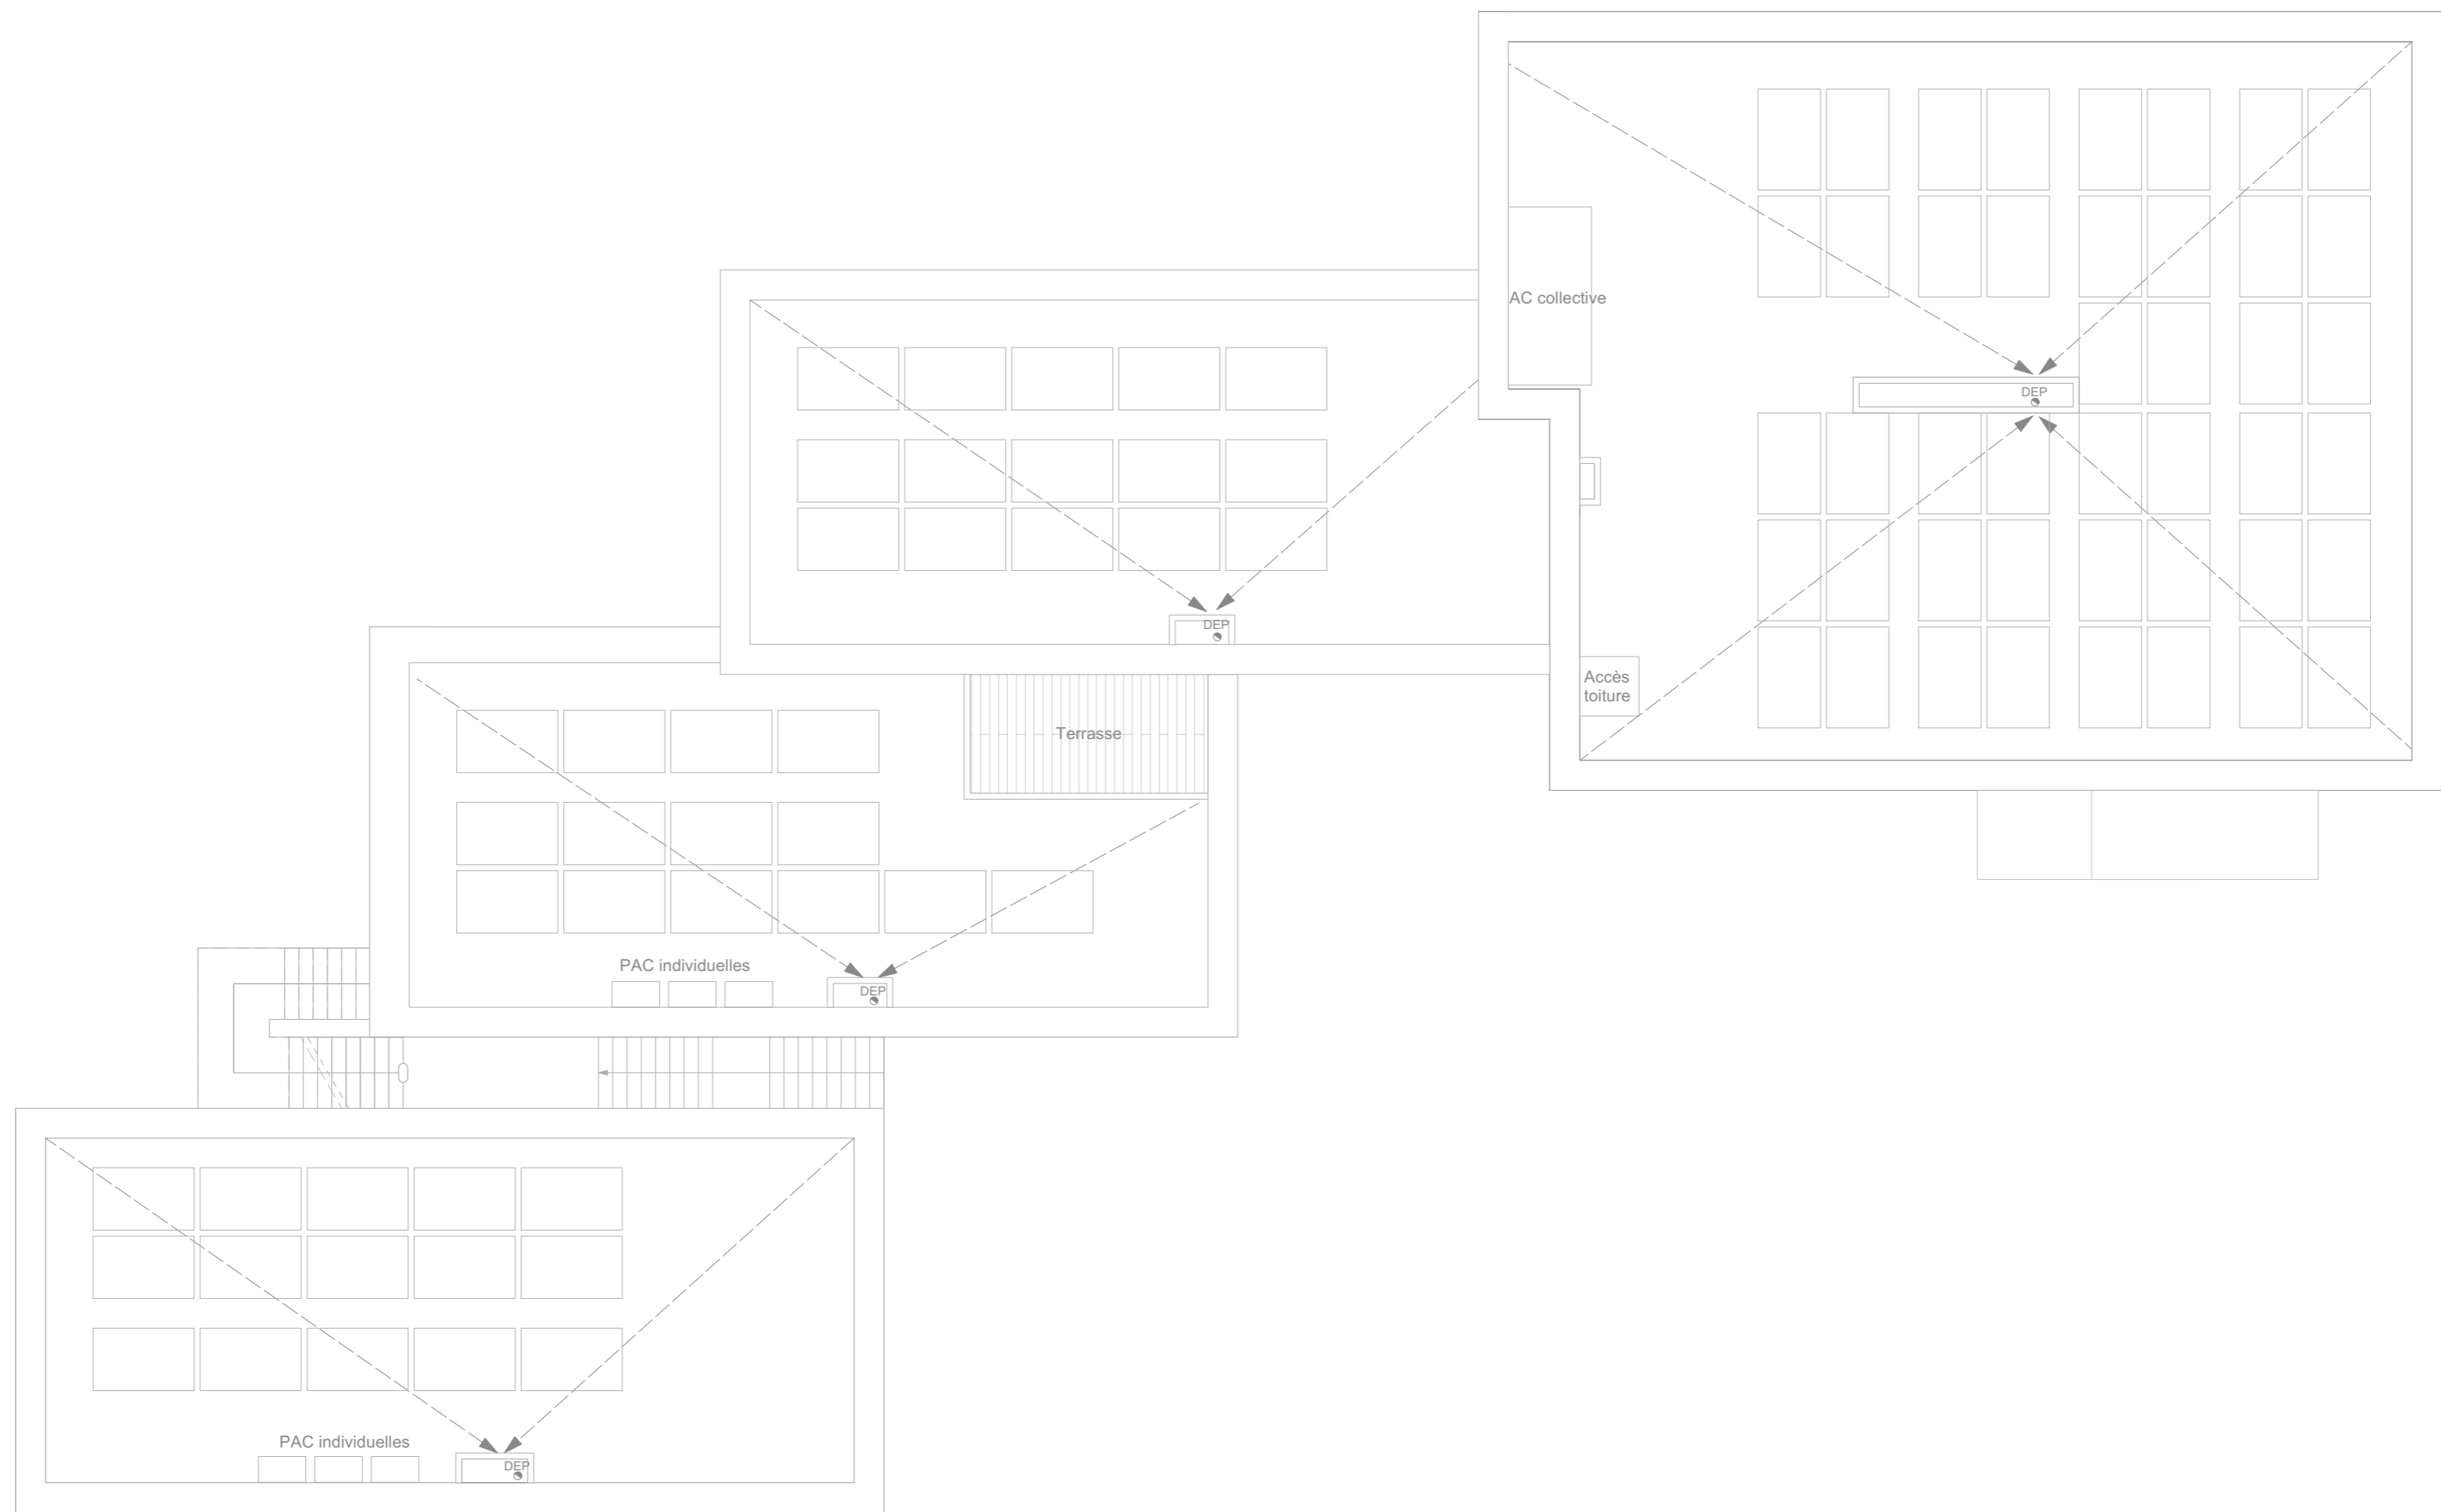 AC collective
DEP
DEP
Accès
toiture
Terrasse
PAC individuelles
DEP
PAC individuelles
DEP